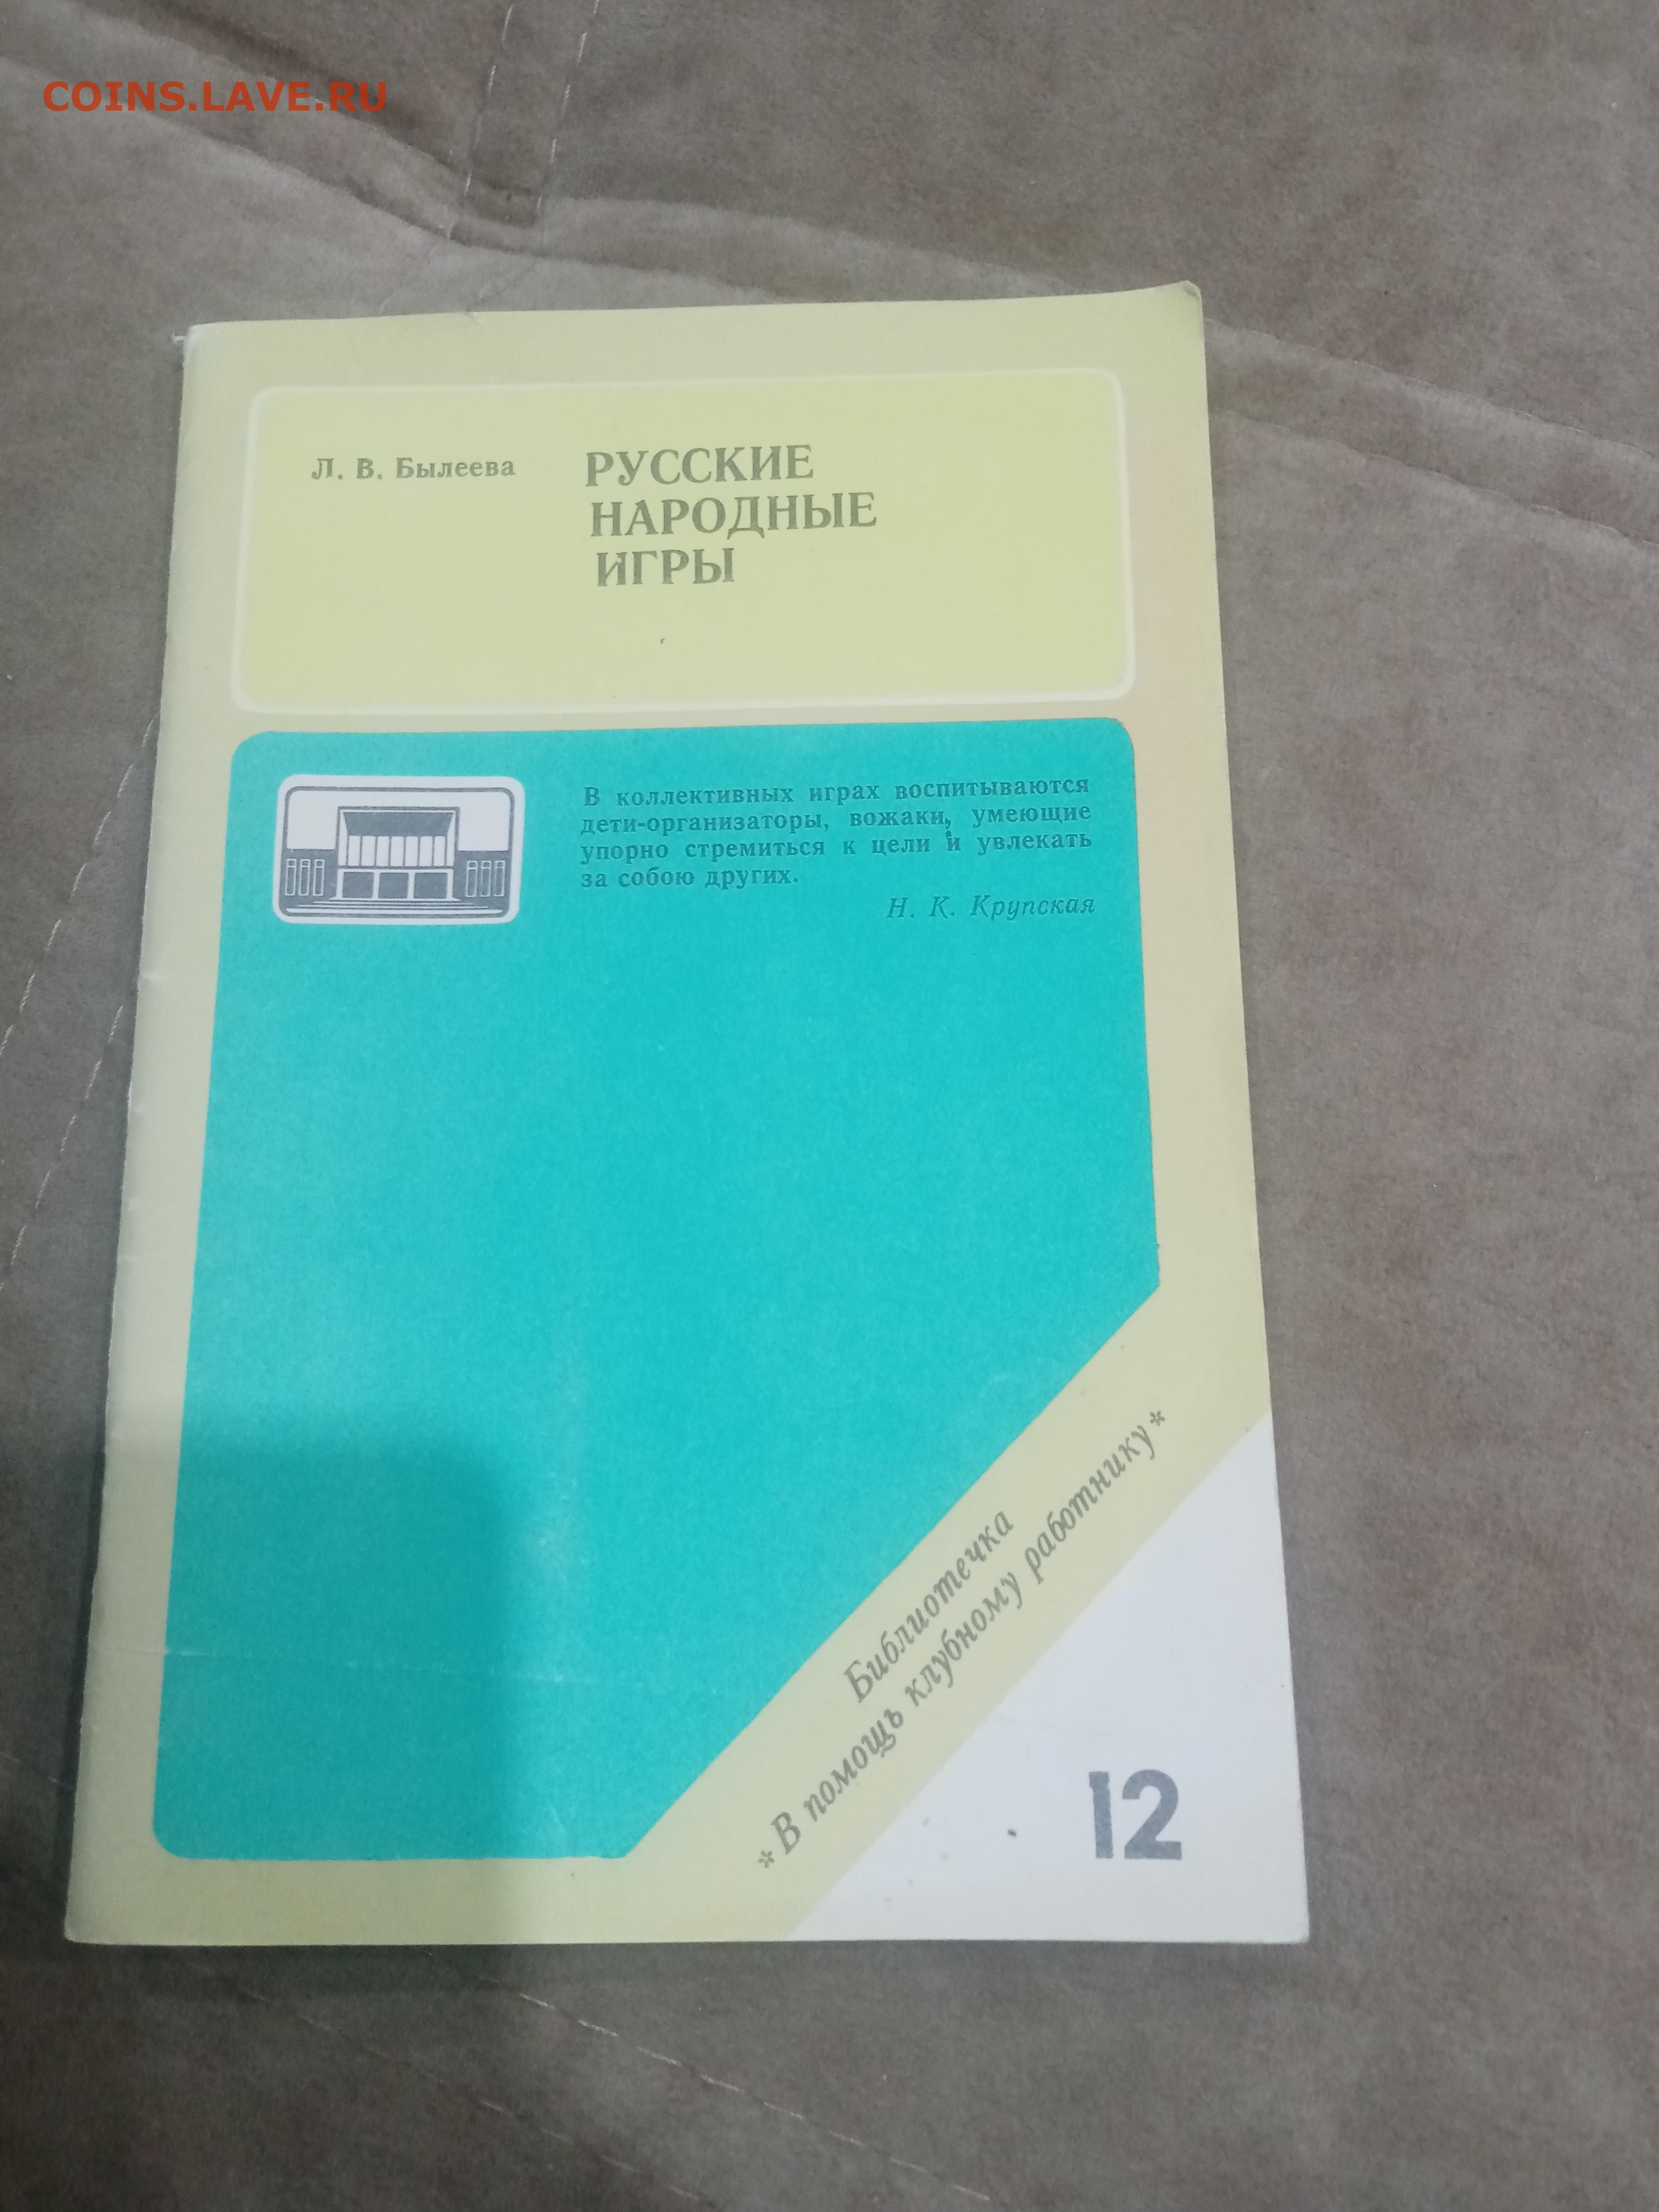 COINS.LAVE.RU
Л. В. Былеева
РУССКИЕ
НАРОДНЫЕ
ИГРЫ
В коллективных играх воспитываются
дети-организаторы, вожаки, умеющие
упорно стремиться к цели и увлекать
за собою других.
Н. К. Крупская
Библиотечка
*В помощь клубному работнику*
12